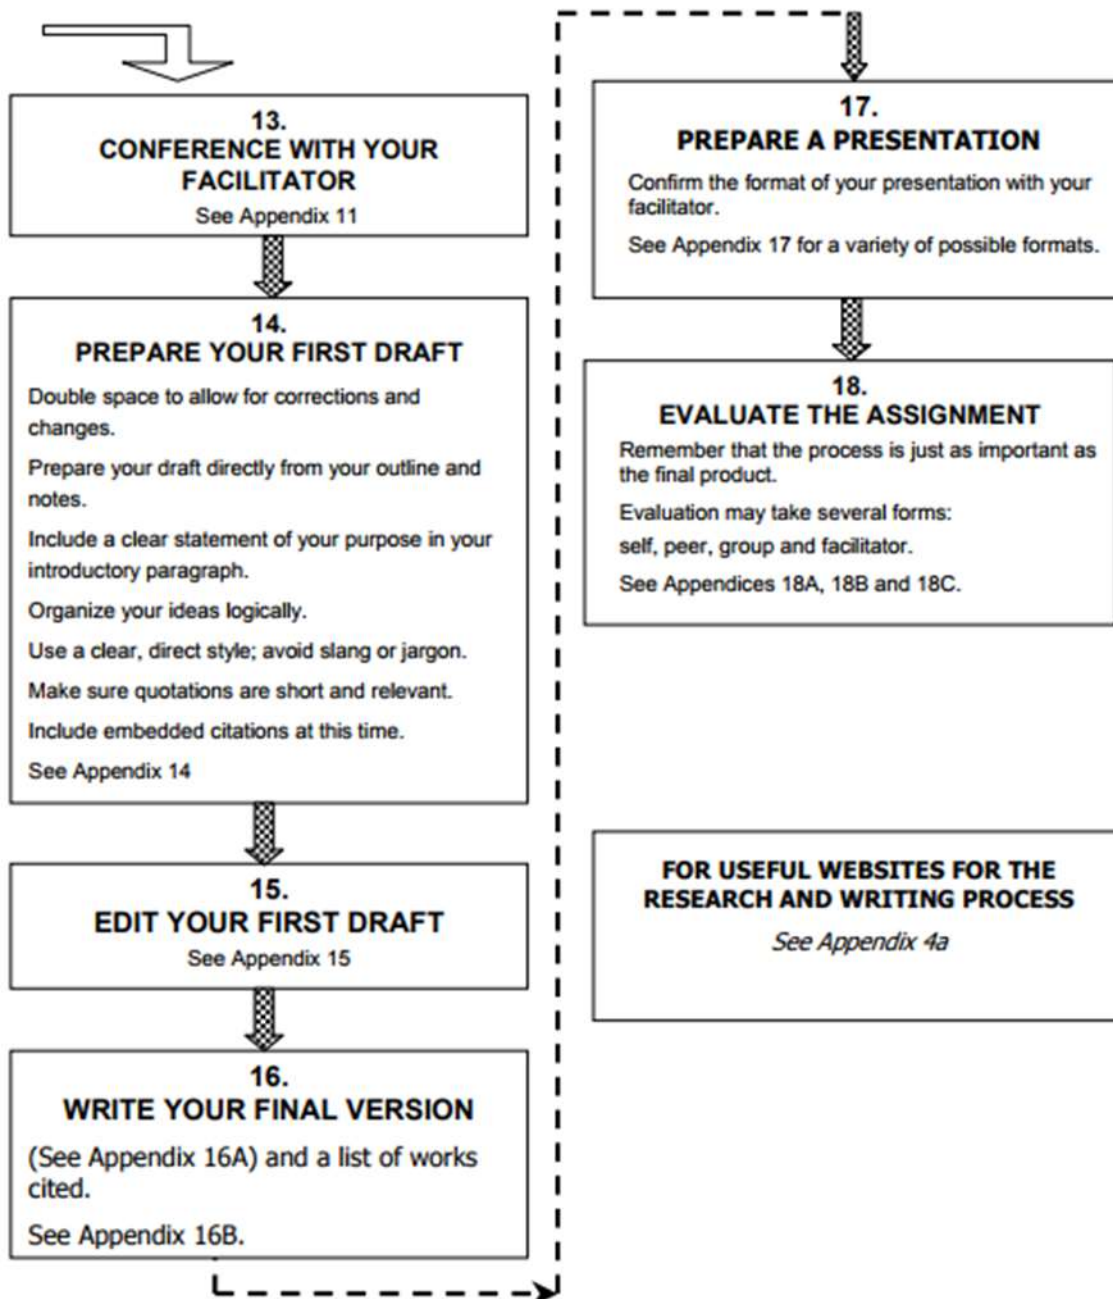 13.
CONFERENCE WITH YOUR
FACILITATOR
See Appendix 11
14.
PREPARE YOUR FIRST DRAFT
Double space to allow for corrections and
changes.
Prepare your draft directly from your outline and
notes.
Include a clear statement of your purpose in your
introductory paragraph.
Organize your ideas logically.
Use a clear, direct style; avoid slang or jargon.
Make sure quotations are short and relevant.
Include embedded citations at this time.
See Appendix 14
15.
EDIT YOUR FIRST DRAFT
See Appendix 15
16.
WRITE YOUR FINAL VERSION
(See Appendix 16A) and a list of works
cited.
See Appendix 16B.
17.
PREPARE A PRESENTATION
Confirm the format of your presentation with your
facilitator.
See Appendix 17 for a variety of possible formats.
18.
EVALUATE THE ASSIGNMENT
Remember that the process is just as important as
the final product.
Evaluation may take several forms:
self, peer, group and facilitator.
See Appendices 18A, 18B and 18C.
FOR USEFUL WEBSITES FOR THE
RESEARCH AND WRITING PROCESS
See Appendix 4a